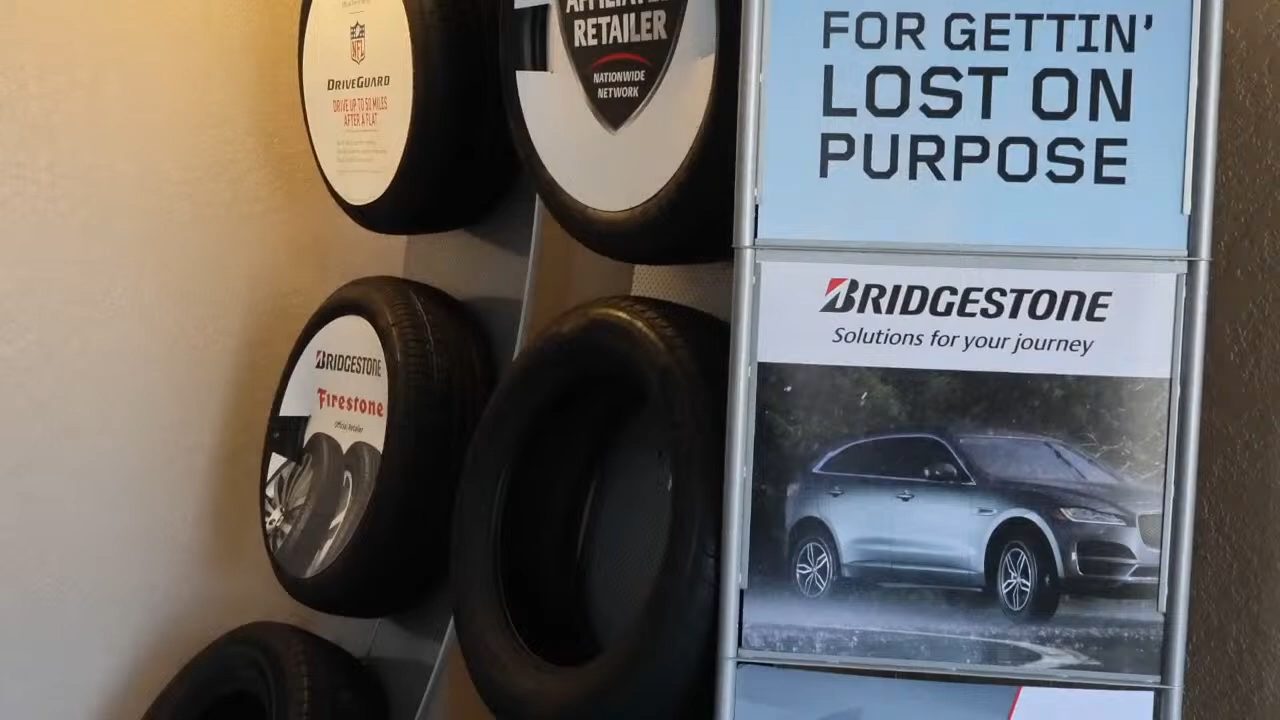 NFL
DRIVEGUARD
DRIVE UP TO 50 MILES
AFTER A FLAT
AFFILIATED
RETAILER
NATIONWIDE
NETWORK
FOR GETTIN'
LOST ON
PURPOSE
BRIDGESTONE
Solutions for your journey
BRIDGESTONE
Firestone
Official Retailer